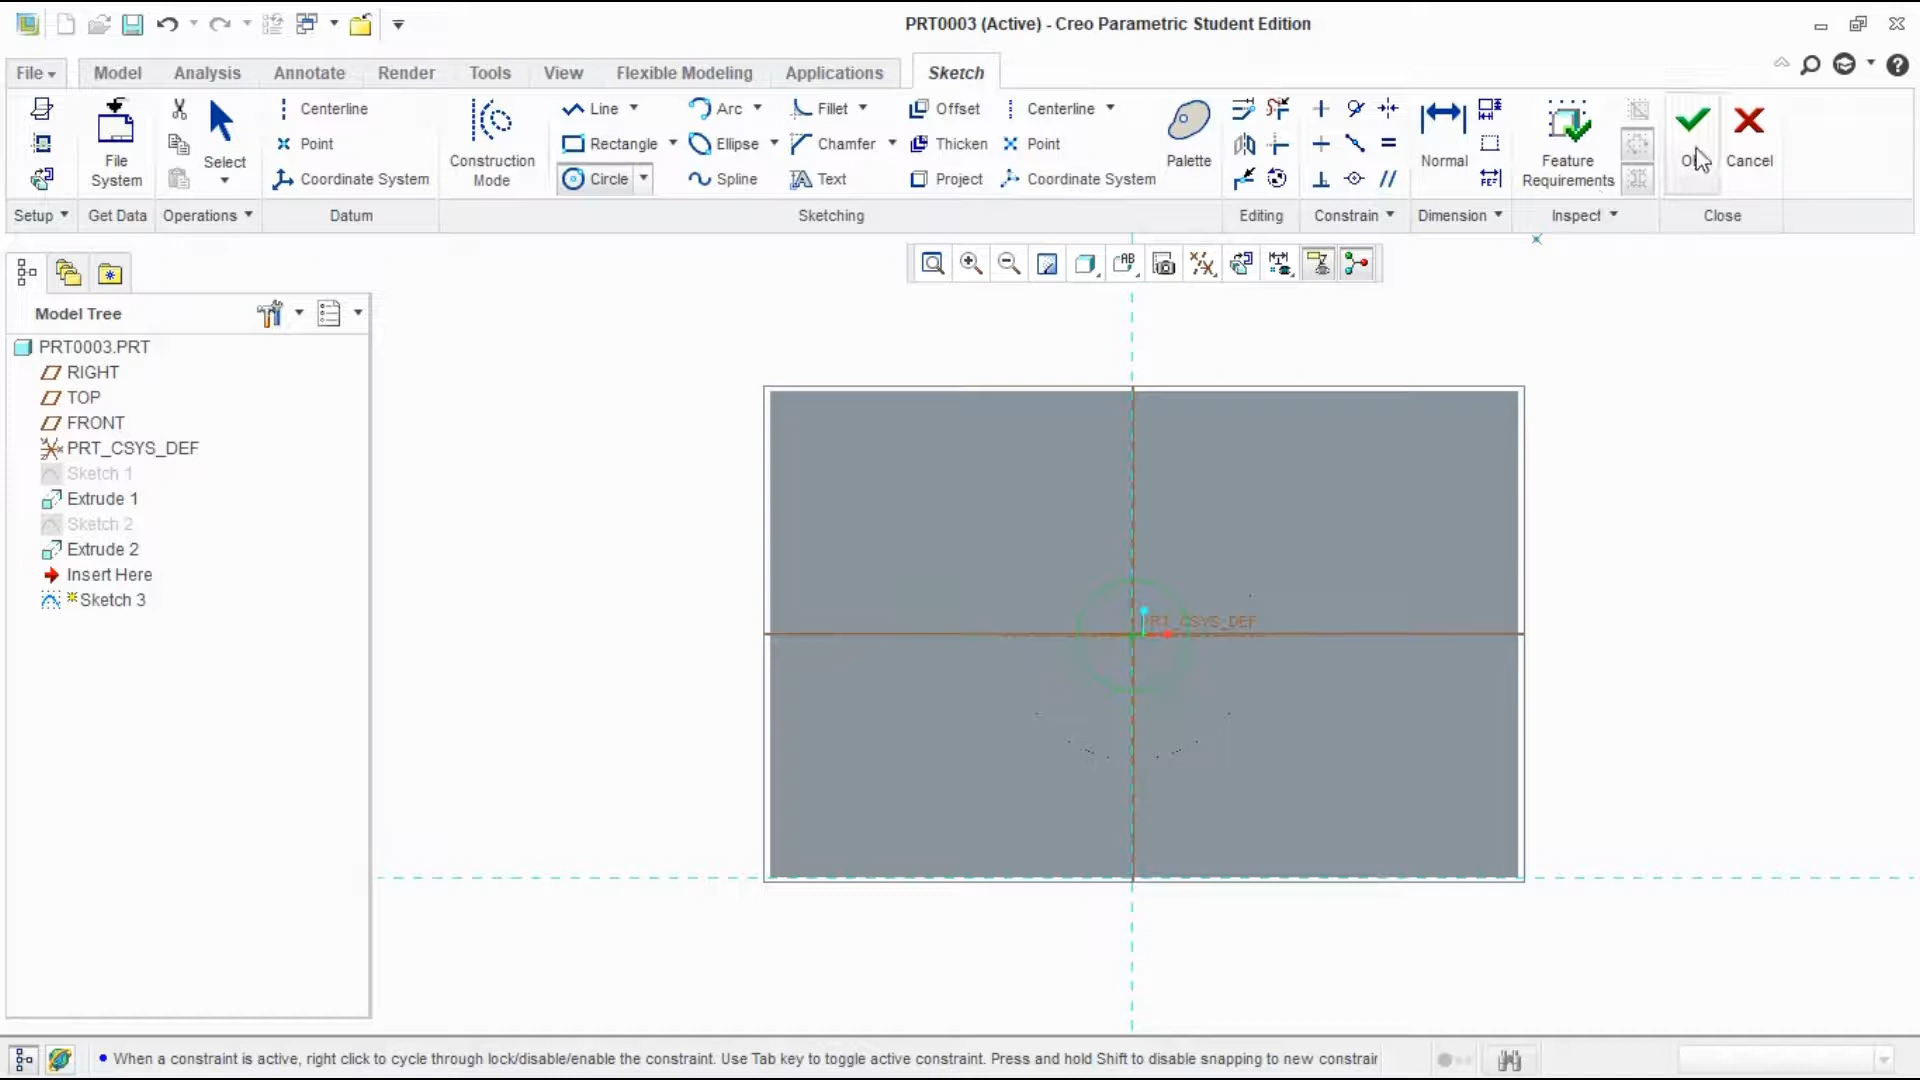 PRT0003 (Active) - Creo Parametric Student Edition
File Model Analysis Annotate Render Tools View Flexible Modeling Applications Sketch
Centerline Line Arc Fillet Offset Centerline
Point Rectangle Ellipse Chamfer Thicken Point
Coordinate System Circle Spline Text Project Coordinate System
File System
Select
Construction Mode
Palette
Normal
Feature Requirements
Cancel
Setup Get Data Operations Datum Sketching Editing Constrain Dimension Inspect Close
Model Tree
PRT0003.PRT
RIGHT
TOP
FRONT
PRT_CSYS_DEF
Sketch 1
Extrude 1
Sketch 2
Extrude 2
Insert Here
Sketch 3
PRT_CSYS_DEF
When a constraint is active, right click to cycle through lock/disable/enable the constraint. Use Tab key to toggle active constraint. Press and hold Shift to disable snapping to new constrair